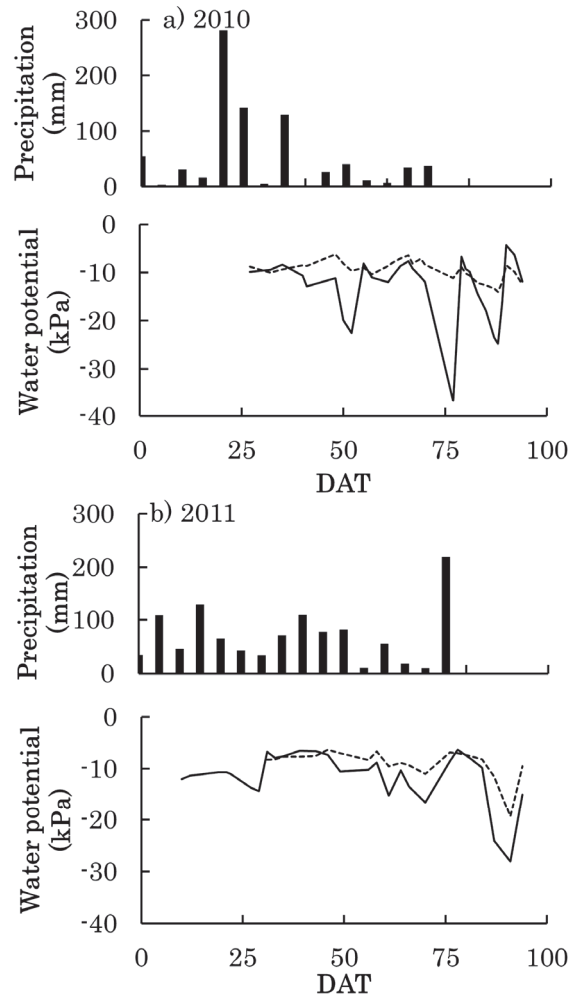 a) 2010
Precipitation
(mm)
300
200
100
0
Water potential
(kPa)
0
-10
-20
-30
-40
0 25 50 75 100
DAT
b) 2011
Precipitation
(mm)
300
200
100
0
Water potential
(kPa)
0
-10
-20
-30
-40
0 25 50 75 100
DAT